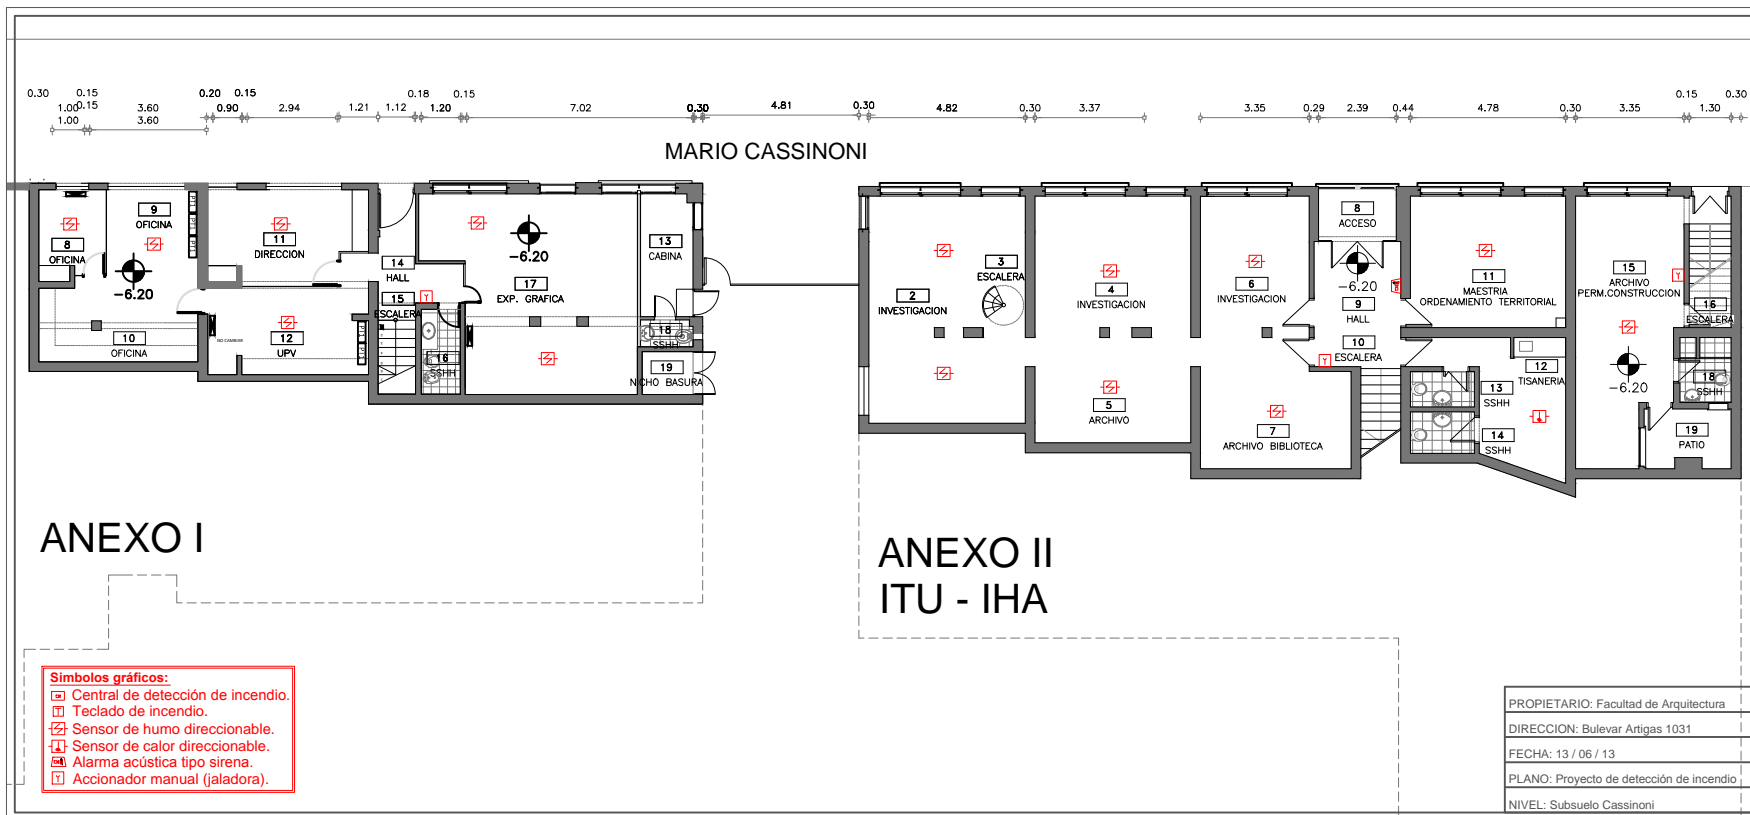 0.30 0.15 0.20 0.15 0.18 0.15 0.15 0.30
1.00 0.15 3.60 0.90 2.94 1.21 1.12 1.20 7.02 0.30 4.81 0.30 4.82 0.30 3.37 3.35 0.29 2.39 0.44 4.78 0.30 3.35 1.30
1.00 3.60
MARIO CASSINONI
9
OFICINA
8
OFICINA
-6.20
10
OFICINA
11
DIRECCION
NO CAMBIAR
12
UPV
14
HALL
15
ESCALERA
16
SSHH
-6.20
17
EXP. GRAFICA
13
CABINA
18
SSHH
19
NICHO BASURA
2
INVESTIGACION
3
ESCALERA
4
INVESTIGACION
5
ARCHIVO
6
INVESTIGACION
7
ARCHIVO BIBLIOTECA
8
ACCESO
-6.20
9
HALL
10
ESCALERA
11
MAESTRIA
ORDENAMIENTO TERRITORIAL
12
TISANERIA
13
SSHH
14
SSHH
15
ARCHIVO
PERM.CONSTRUCCION
16
ESCALERA
-6.20
18
SSHH
19
PATIO
ANEXO I
ANEXO II
ITU - IHA
Simbolos gráficos:
Central de detección de incendio.
Teclado de incendio.
Sensor de humo direccionable.
Sensor de calor direccionable.
Alarma acústica tipo sirena.
Accionador manual (jaladora).
PROPIETARIO: Facultad de Arquitectura
DIRECCION: Bulevar Artigas 1031
FECHA: 13 / 06 / 13
PLANO: Proyecto de detección de incendio
NIVEL: Subsuelo Cassinoni